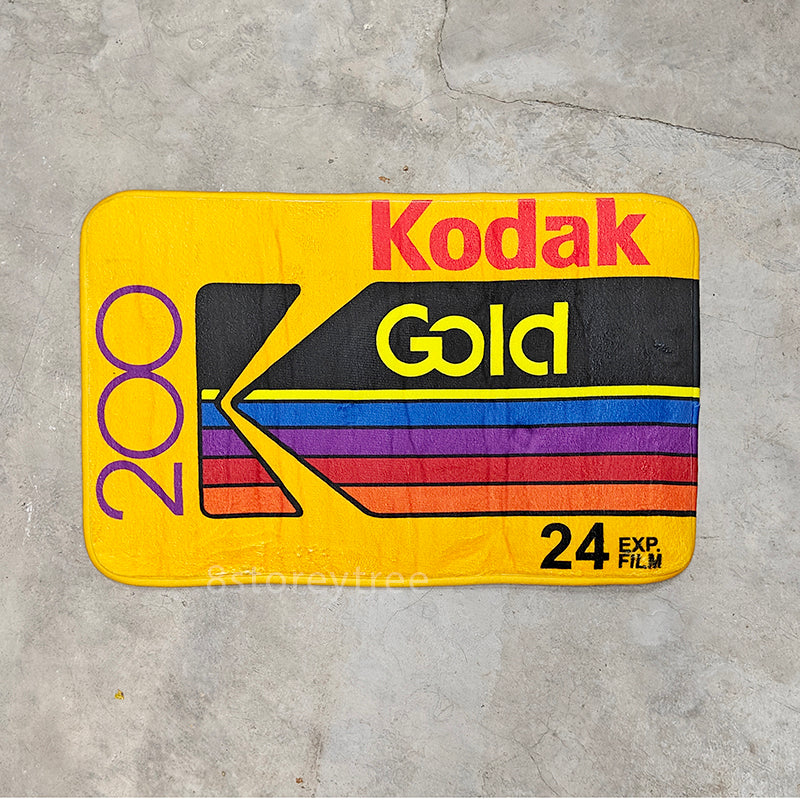 Kodak
Gold
200
24 EXP.
FILM
8storeytree